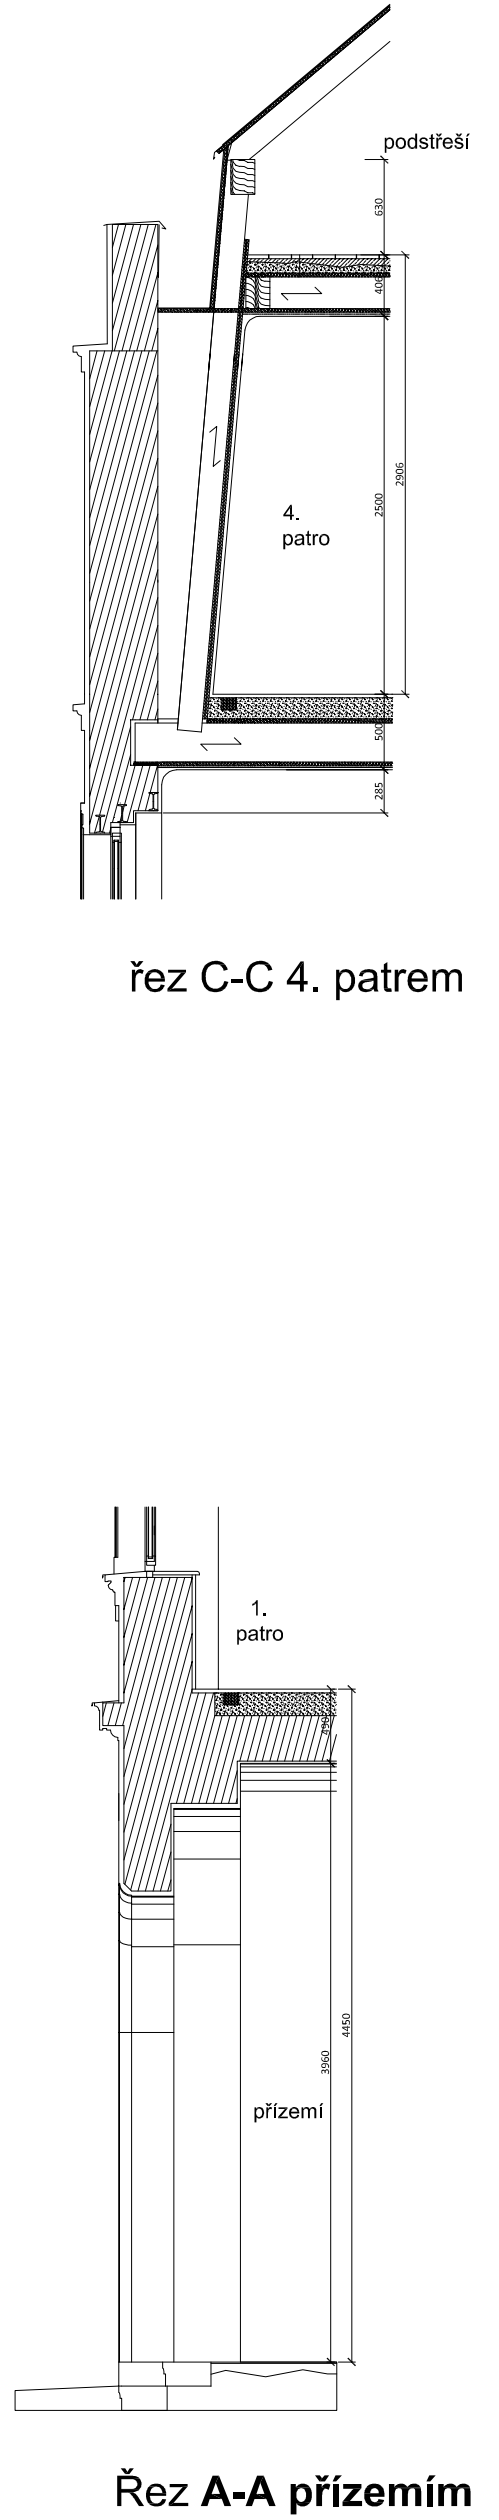 podstřeší
630
406
2906
2500
4.
patro
500
285
řez C-C 4. patrem
1.
patro
490
4450
3960
přízemí
Řez A-A přízemím